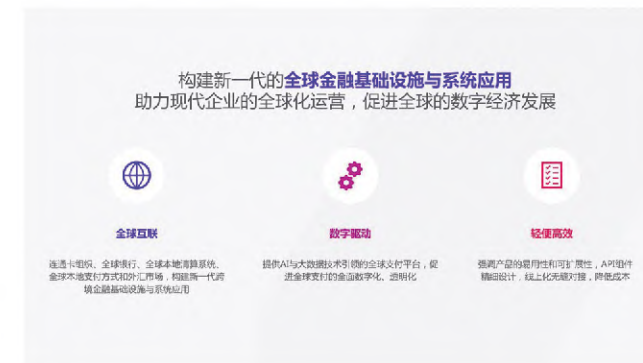 构建新一代的全球金融基础设施与系统应用
助力现代企业的全球化运营，促进全球的数字经济发展
全球互联
数字驱动
轻便高效
连通卡组织、全球银行、全球本地清算系统、
全球本地支付方式和外汇市场，构建新一代跨
境金融基础设施与系统应用
提供AI与大数据技术引领的全球支付平台，促
进全球支付的全面数字化、透明化
强调产品的易用性和可扩展性，API组件
精细设计，线上化无缝对接，降低成本